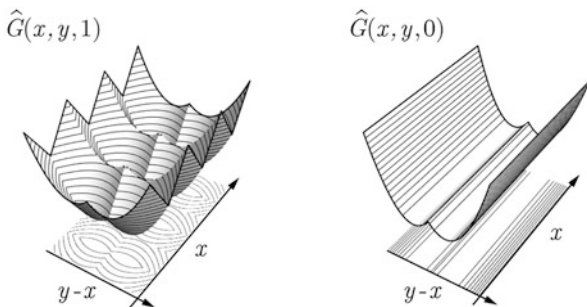 Ĝ(x, y, 1)
Ĝ(x, y, 0)
x
y-x
x
y-x